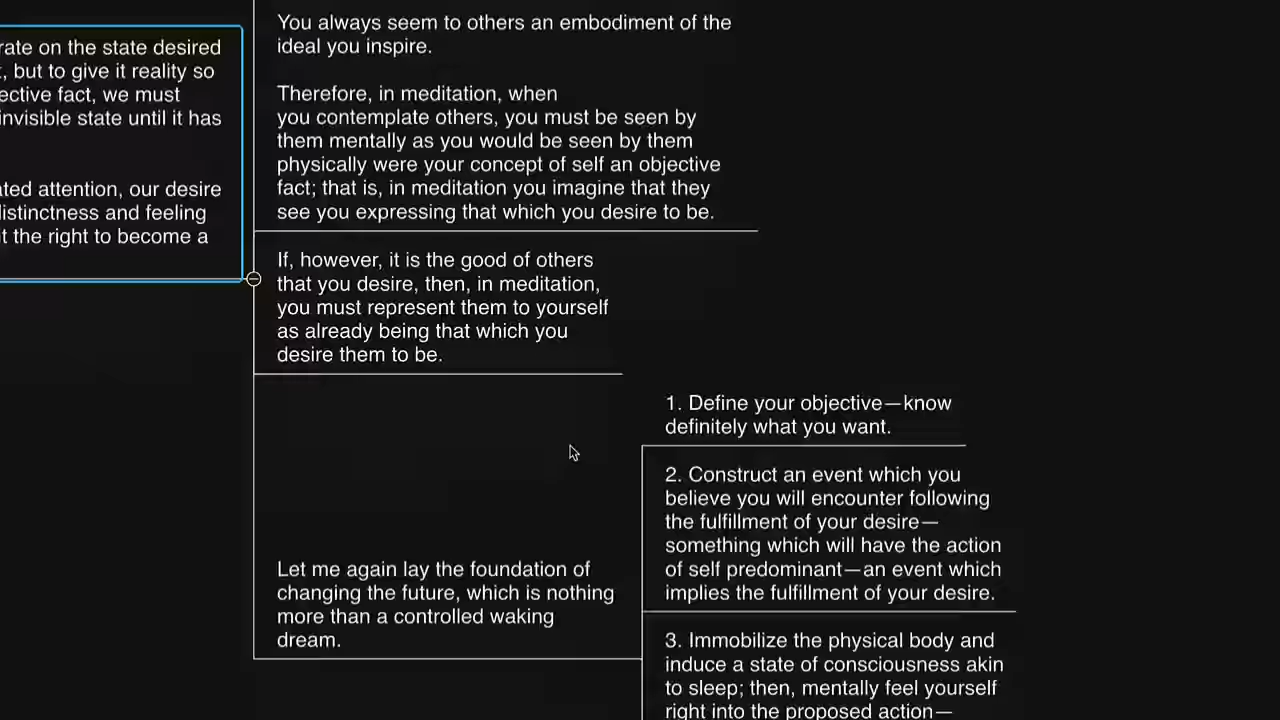 rate on the state desired
, but to give it reality so
ective fact, we must
invisible state until it has
ated attention, our desire
distinctness and feeling
it the right to become a
You always seem to others an embodiment of the
ideal you inspire.
Therefore, in meditation, when
you contemplate others, you must be seen by
them mentally as you would be seen by them
physically were your concept of self an objective
fact; that is, in meditation you imagine that they
see you expressing that which you desire to be.
If, however, it is the good of others
that you desire, then, in meditation,
you must represent them to yourself
as already being that which you
desire them to be.
Let me again lay the foundation of
changing the future, which is nothing
more than a controlled waking
dream.
1. Define your objective—know
definitely what you want.
2. Construct an event which you
believe you will encounter following
the fulfillment of your desire—
something which will have the action
of self predominant—an event which
implies the fulfillment of your desire.
3. Immobilize the physical body and
induce a state of consciousness akin
to sleep; then, mentally feel yourself
right into the proposed action—